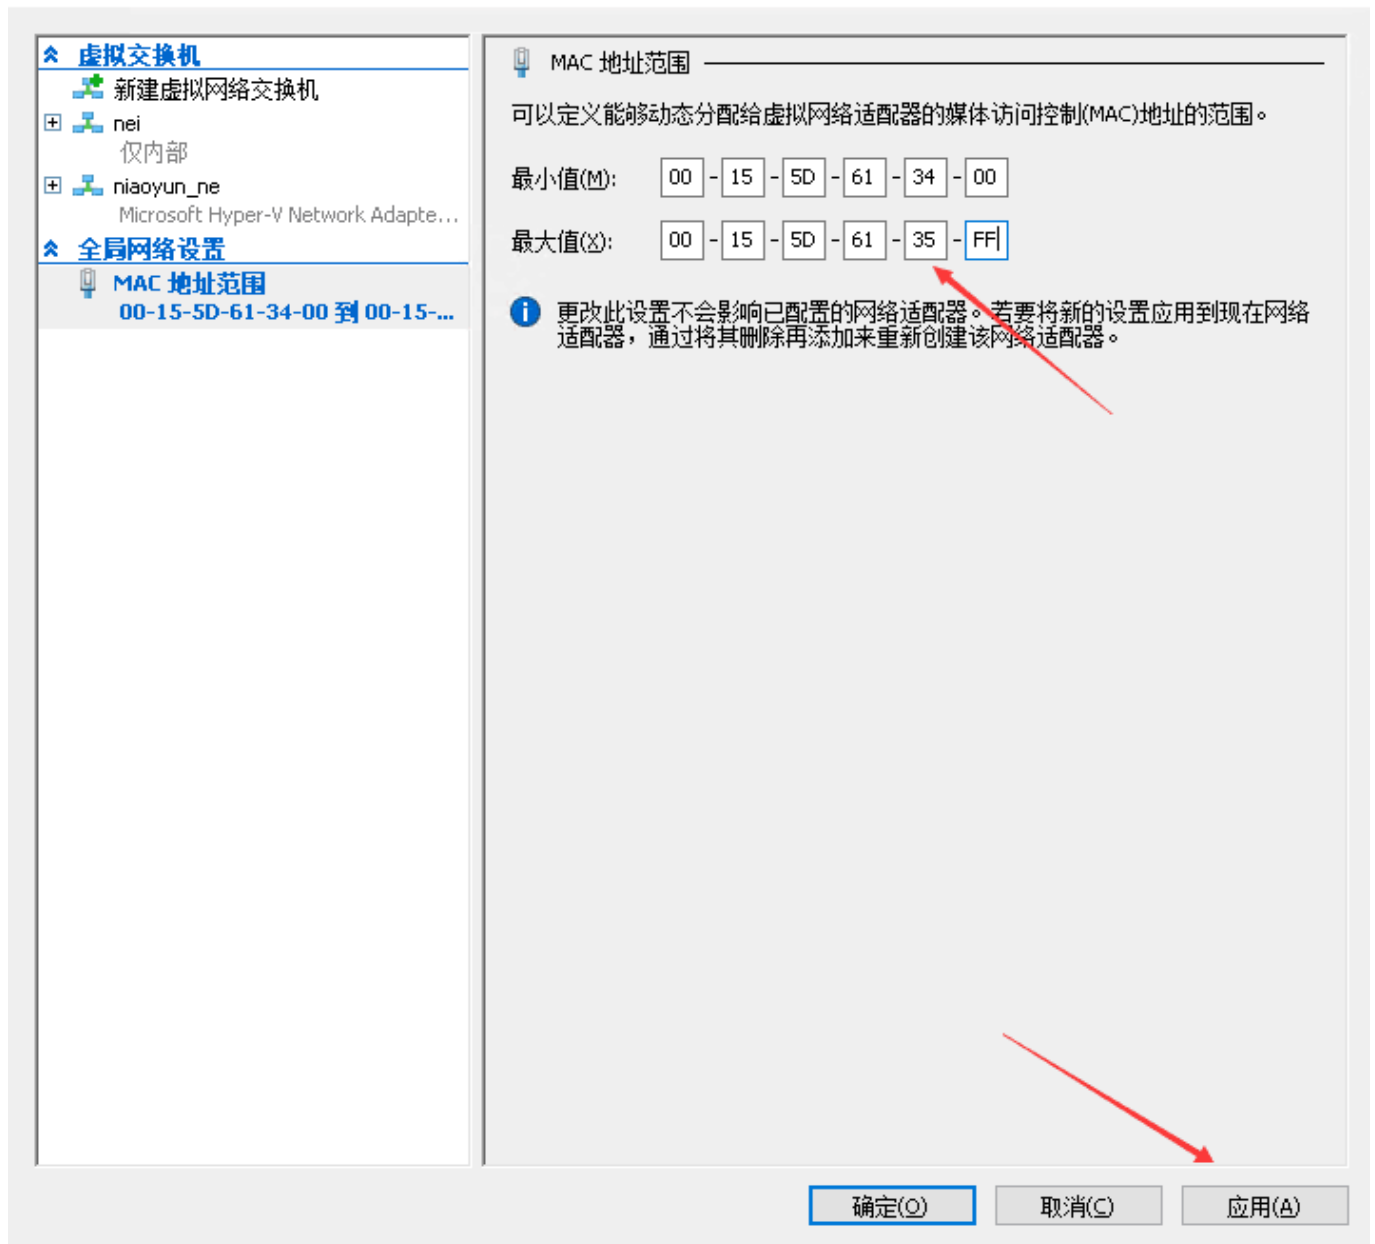 虚拟交换机
新建虚拟网络交换机
nei
仅内部
niaoyun_ne
Microsoft Hyper-V Network Adapte...
全局网络设置
MAC 地址范围
00-15-5D-61-34-00 到 00-15-...
MAC 地址范围
可以定义能够动态分配给虚拟网络适配器的媒体访问控制(MAC)地址的范围。
最小值(M): 00 - 15 - 5D - 61 - 34 - 00
最大值(X): 00 - 15 - 5D - 61 - 35 - FF
更改此设置不会影响已配置的网络适配器。若要将新的设置应用到现在网络
适配器，通过将其删除再添加来重新创建该网络适配器。
确定(O) 取消(C) 应用(A)